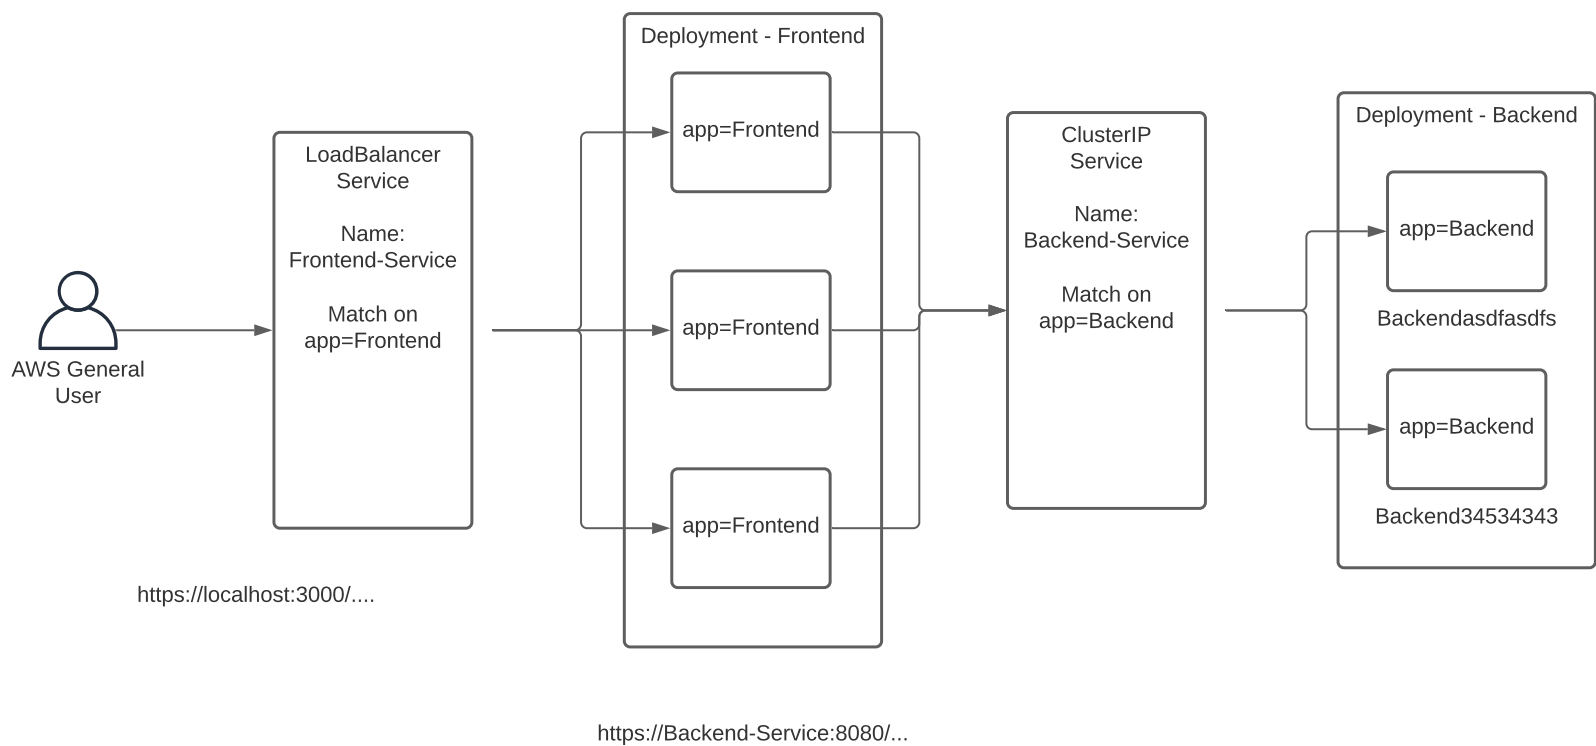 AWS General
User
LoadBalancer
Service
Name:
Frontend-Service
Match on
app=Frontend
https://localhost:3000/....
Deployment - Frontend
app=Frontend
app=Frontend
app=Frontend
https://Backend-Service:8080/...
ClusterIP
Service
Name:
Backend-Service
Match on
app=Backend
Deployment - Backend
app=Backend
Backendasdfasdfs
app=Backend
Backend34534343